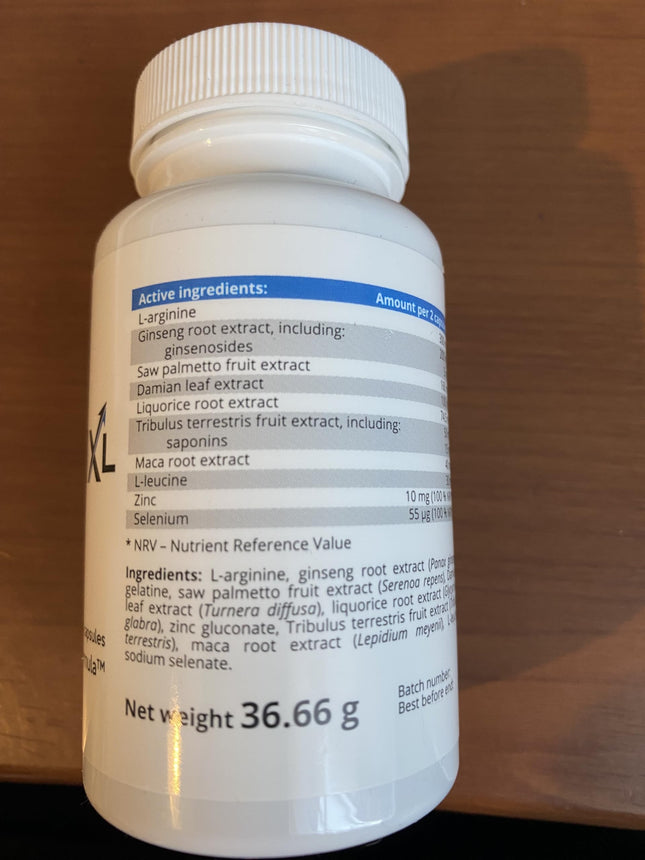 Active ingredients: Amount per 2
L-arginine
Ginseng root extract, including:
ginsenosides
Saw palmetto fruit extract
Damian leaf extract
Liquorice root extract
Tribulus terrestris fruit extract, including:
saponins
Maca root extract
L-leucine
Zinc 10 mg (100 %
Selenium 55 µg (100 %
* NRV – Nutrient Reference Value
Ingredients: L-arginine, ginseng root extract (Panax
gelatine, saw palmetto fruit extract (Serenoa repens),
leaf extract (Turnera diffusa), liquorice root extract
glabra), zinc gluconate, Tribulus terrestris fruit extract
terrestris), maca root extract (Lepidium meyenii),
sodium selenate.
Net weight 36.66 g
Batch number:
Best before end:
XL